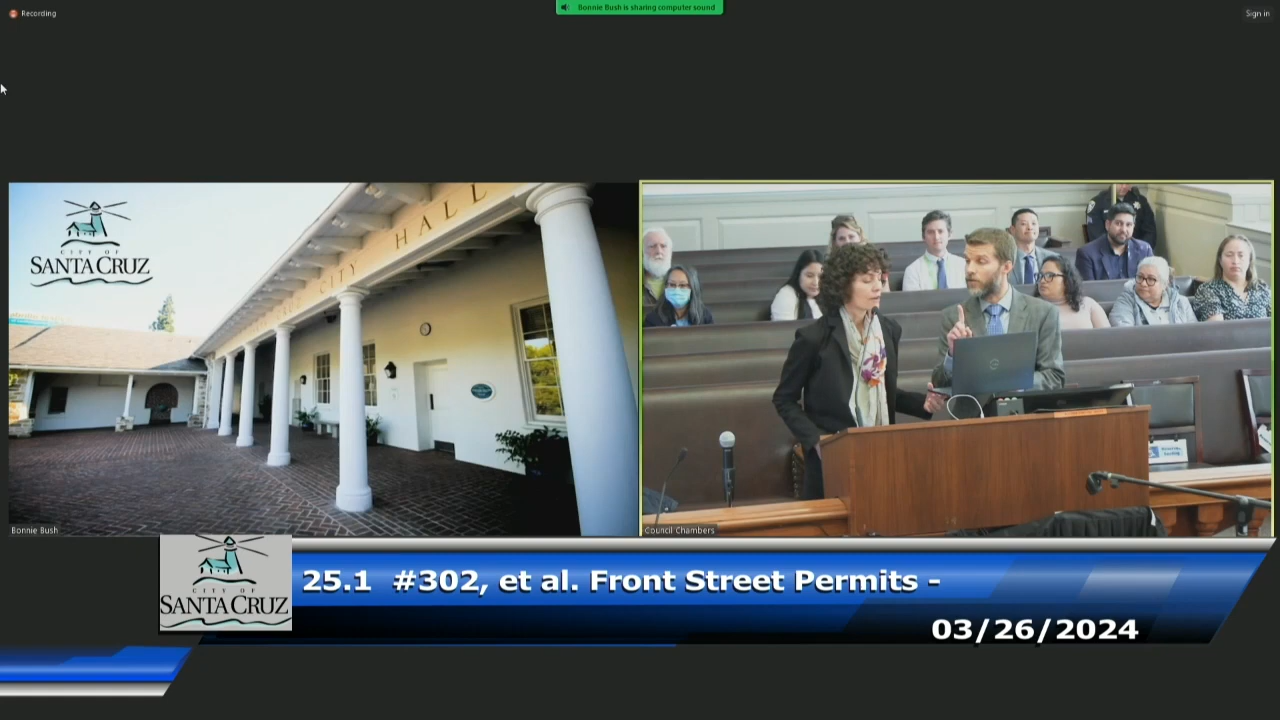 Recording
Bonnie Bush is sharing computer sound
Sign in
CITY OF
SANTA CRUZ
CITY HALL
Bonnie Bush
Council Chambers
CITY OF
SANTA CRUZ
25.1 #302, et al. Front Street Permits -
03/26/2024